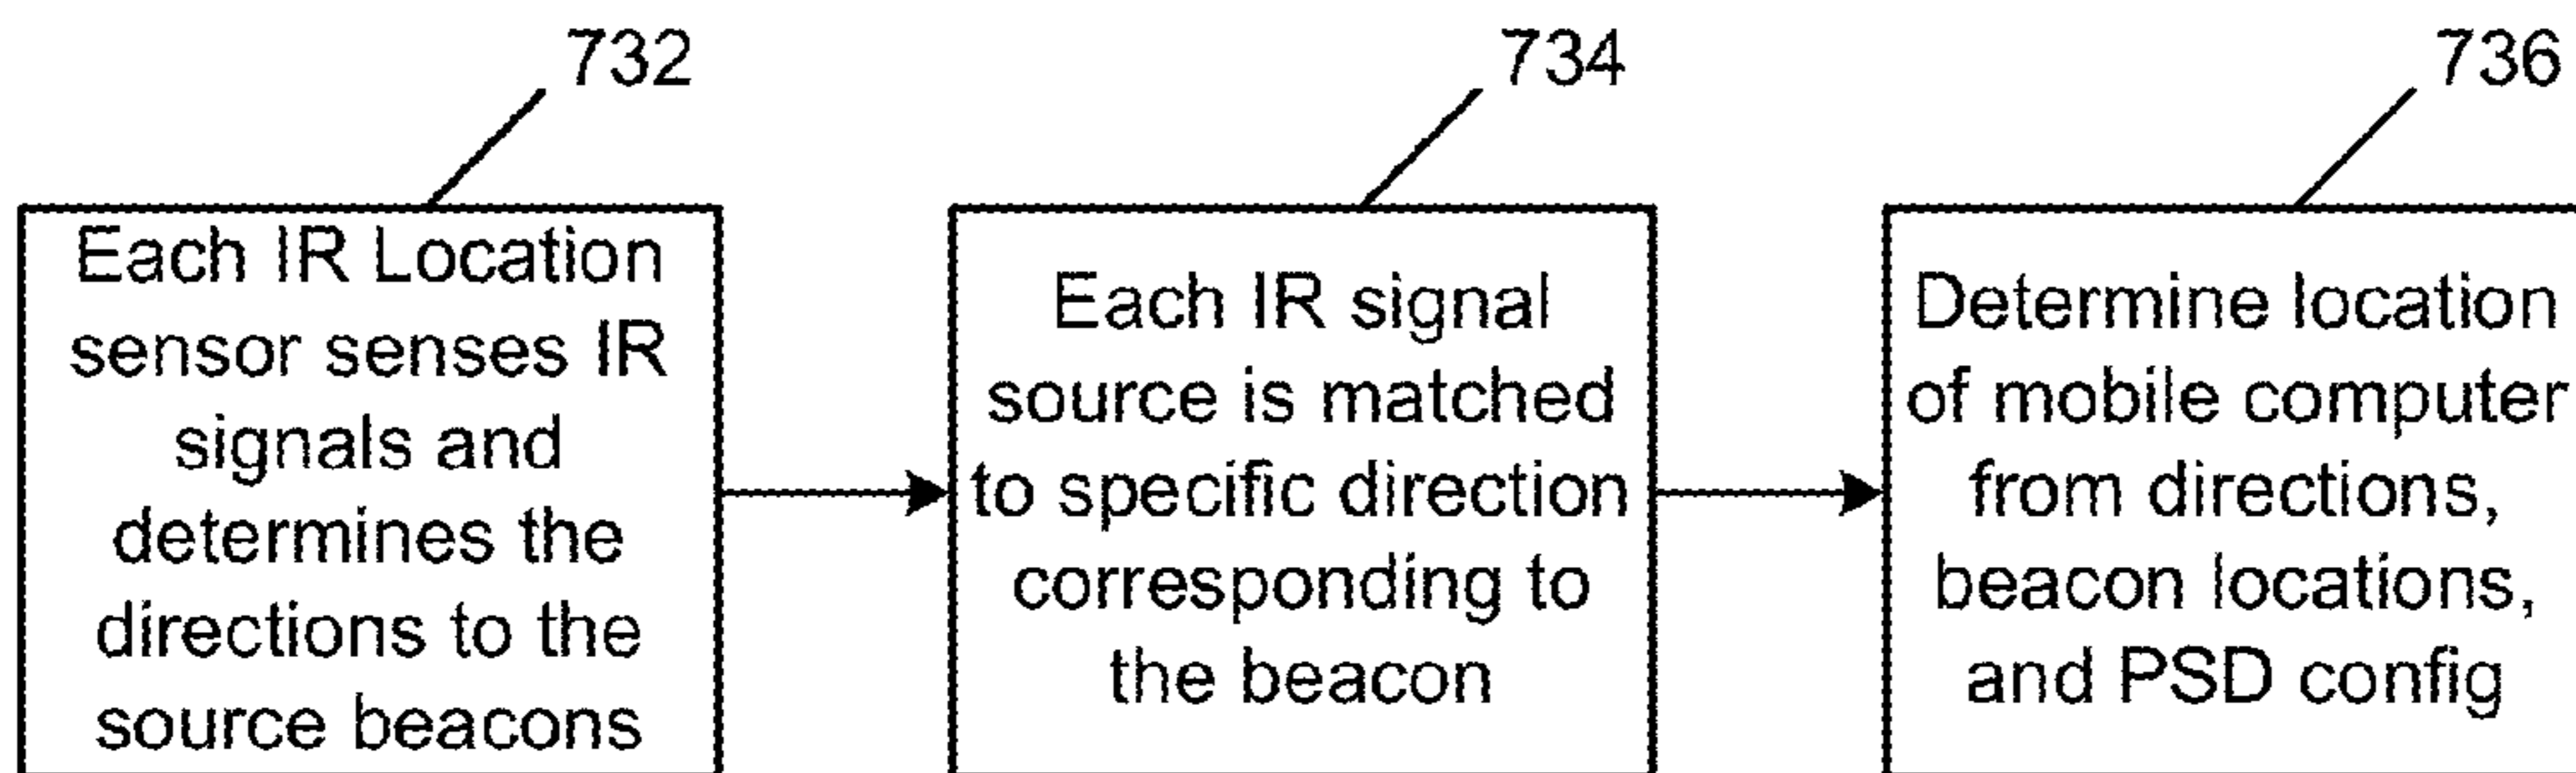 732
734
736
Each IR Location
sensor senses IR
signals and
determines the
directions to the
source beacons
Each IR signal
source is matched
to specific direction
corresponding to
the beacon
Determine location
of mobile computer
from directions,
beacon locations,
and PSD config